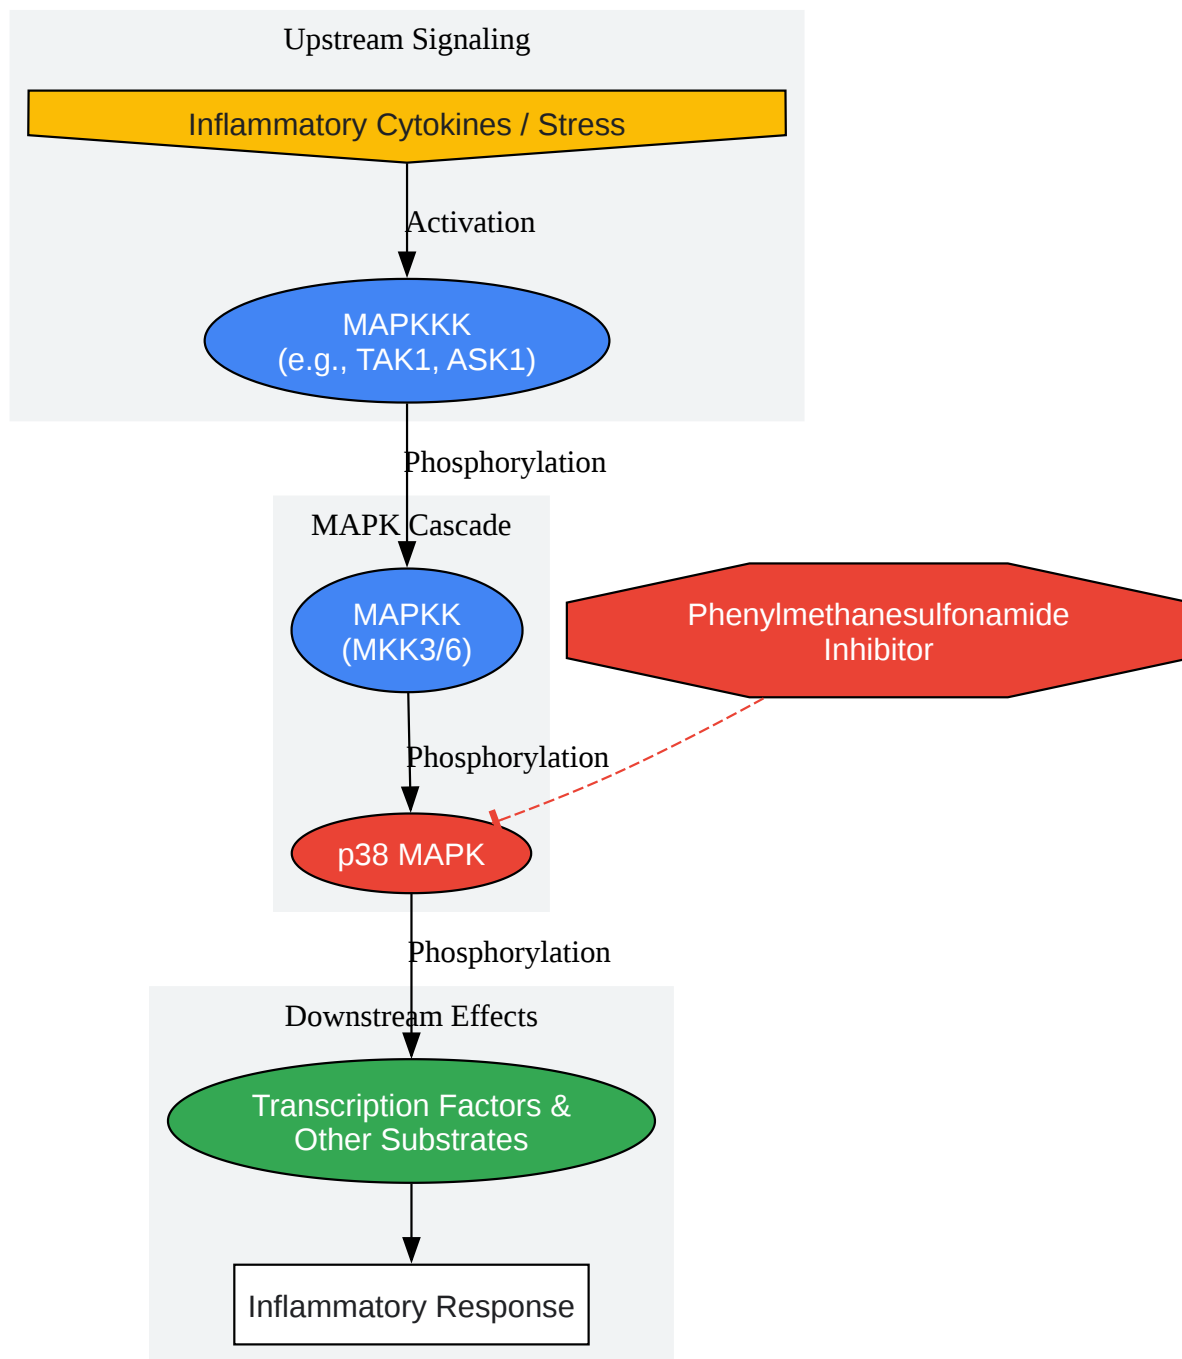 Upstream Signaling
Inflammatory Cytokines / Stress
Activation
MAPKKK
(e.g., TAK1, ASK1)
Phosphorylation
MAPK Cascade
MAPKK
(MKK3/6)
Phenylmethanesulfonamide
Inhibitor
Phosphorylation
p38 MAPK
Phosphorylation
Downstream Effects
Transcription Factors &
Other Substrates
Inflammatory Response